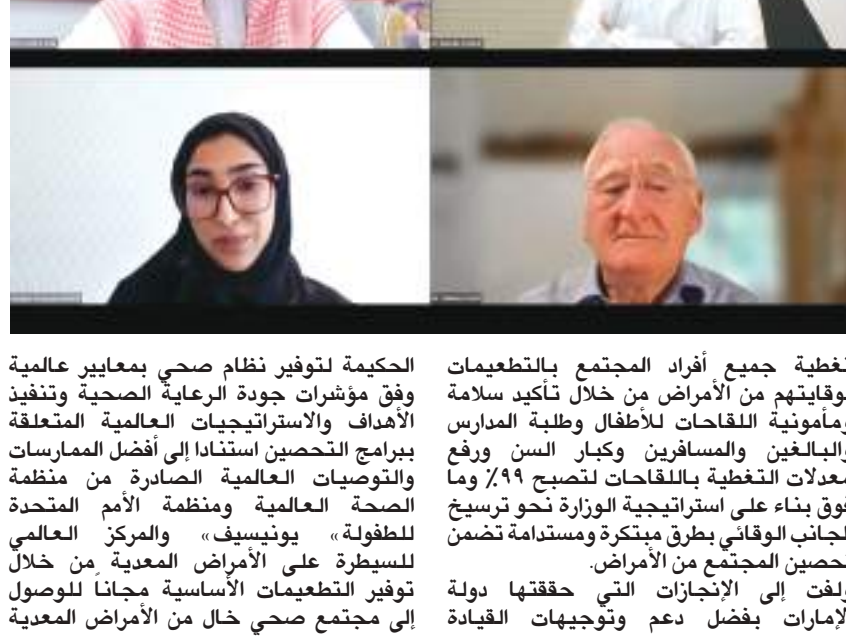 تغطية جميع أفراد المجتمع بالتطعيمات
لوقايتهم من الأمراض من خلال تأكيد سلامة
ومأمونية اللقاحات للأطفال وطلبة المدارس
والبالغين والمسافرين وكبار السن ورفع
معدلات التغطية باللقاحات لتصبح ٩٩٪ وما
فوق بناء على استراتيجية الوزارة نحو ترسيخ
الجانب الوقائي بطرق مبتكرة ومستدامة تضمن
تحصين المجتمع من الأمراض.
ولفت إلى الإنجازات التي حققتها دولة
الإمارات بفضل دعم وتوجيهات القيادة
الحكيمة لتوفير نظام صحي بمعايير عالمية
وفق مؤشرات جودة الرعاية الصحية وتنفيذ
الأهداف والاستراتيجيات العالمية المتعلقة
ببرامج التحصين استنادا إلى أفضل الممارسات
والتوصيات العالمية الصادرة من منظمة
الصحة العالمية ومنظمة الأمم المتحدة
للطفولة» يونيسيف» والمركز العالمي
للسيطرة على الأمراض المعدية من خلال
توفير التطعيمات الأساسية مجاناً للوصول
إلى مجتمع صحي خال من الأمراض المعدية